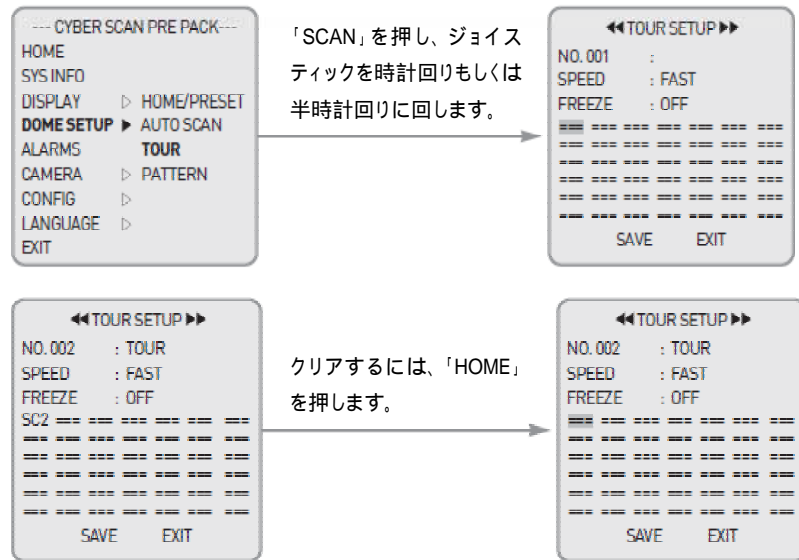 --- CYBER SCAN PRE PACK---
HOME
SYS INFO
DISPLAY ▷ HOME/PRESET
DOME SETUP ▶ AUTO SCAN
ALARMS TOUR
CAMERA ▷ PATTERN
CONFIG ▷
LANGUAGE ▷
EXIT
「SCAN」を押し、ジョイス
ティックを時計回りもしくは
半時計回りに回します。
◀◀TOUR SETUP▶▶
NO. 001 :
SPEED : FAST
FREEZE : OFF
=== === === === === === ===
=== === === === === === ===
=== === === === === === ===
=== === === === === === ===
=== === === === === === ===
=== === === === === === ===
SAVE EXIT
◀◀TOUR SETUP▶▶
NO. 002 : TOUR
SPEED : FAST
FREEZE : OFF
SC2 === === === === === ===
=== === === === === === ===
=== === === === === === ===
=== === === === === === ===
=== === === === === === ===
=== === === === === === ===
SAVE EXIT
クリアするには、「HOME」
を押します。
◀◀TOUR SETUP▶▶
NO. 002 : TOUR
SPEED : FAST
FREEZE : OFF
=== === === === === === ===
=== === === === === === ===
=== === === === === === ===
=== === === === === === ===
=== === === === === === ===
=== === === === === === ===
SAVE EXIT